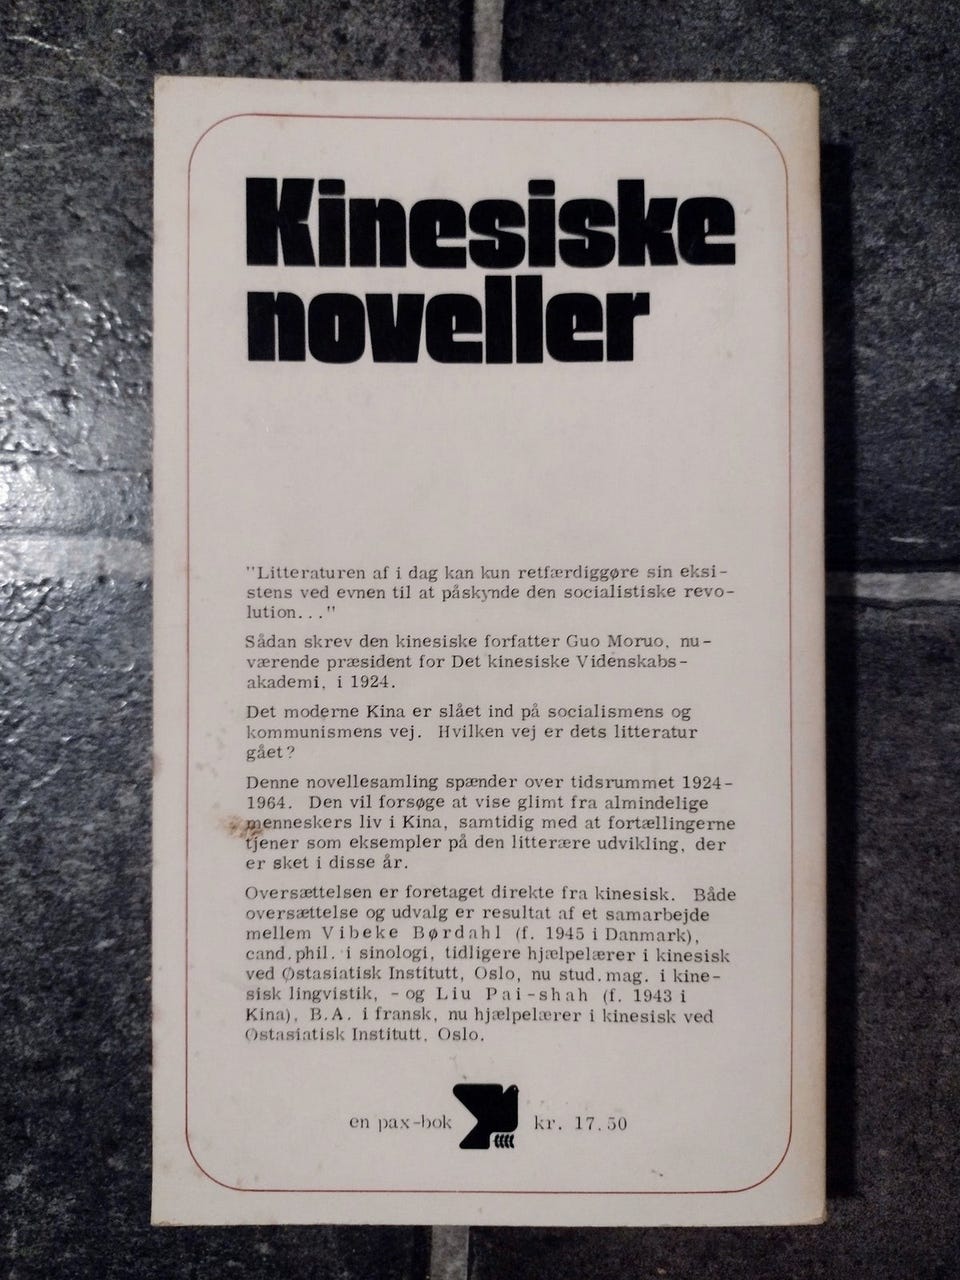 Kinesiske
noveller
"Litteraturen af i dag kan kun retfærdiggøre sin eksi-
stens ved evnen til at påskynde den socialistiske revo-
lution..."
Sådan skrev den kinesiske forfatter Guo Moruo, nu-
værende præsident for Det kinesiske Videnskabs-
akademi, i 1924.
Det moderne Kina er slået ind på socialismens og
kommunismens vej. Hvilken vej er dets litteratur
gået?
Denne novellesamling spænder over tidsrummet 1924-
1964. Den vil forsøge at vise glimt fra almindelige
menneskers liv i Kina, samtidig med at fortællingerne
tjener som eksempler på den litterære udvikling, der
er sket i disse år.
Oversættelsen er foretaget direkte fra kinesisk. Både
oversættelse og udvalg er resultat af et samarbejde
mellem Vibeke Børdahl (f. 1945 i Danmark),
cand.phil. i sinologi, tidligere hjælpelærer i kinesisk
ved Østasiatisk Institutt, Oslo, nu stud.mag. i kine-
sisk lingvistik, - og Liu Pai-shah (f. 1943 i
Kina), B.A. i fransk, nu hjælpelærer i kinesisk ved
Østasiatisk Institutt, Oslo.
en pax-bok kr. 17.50